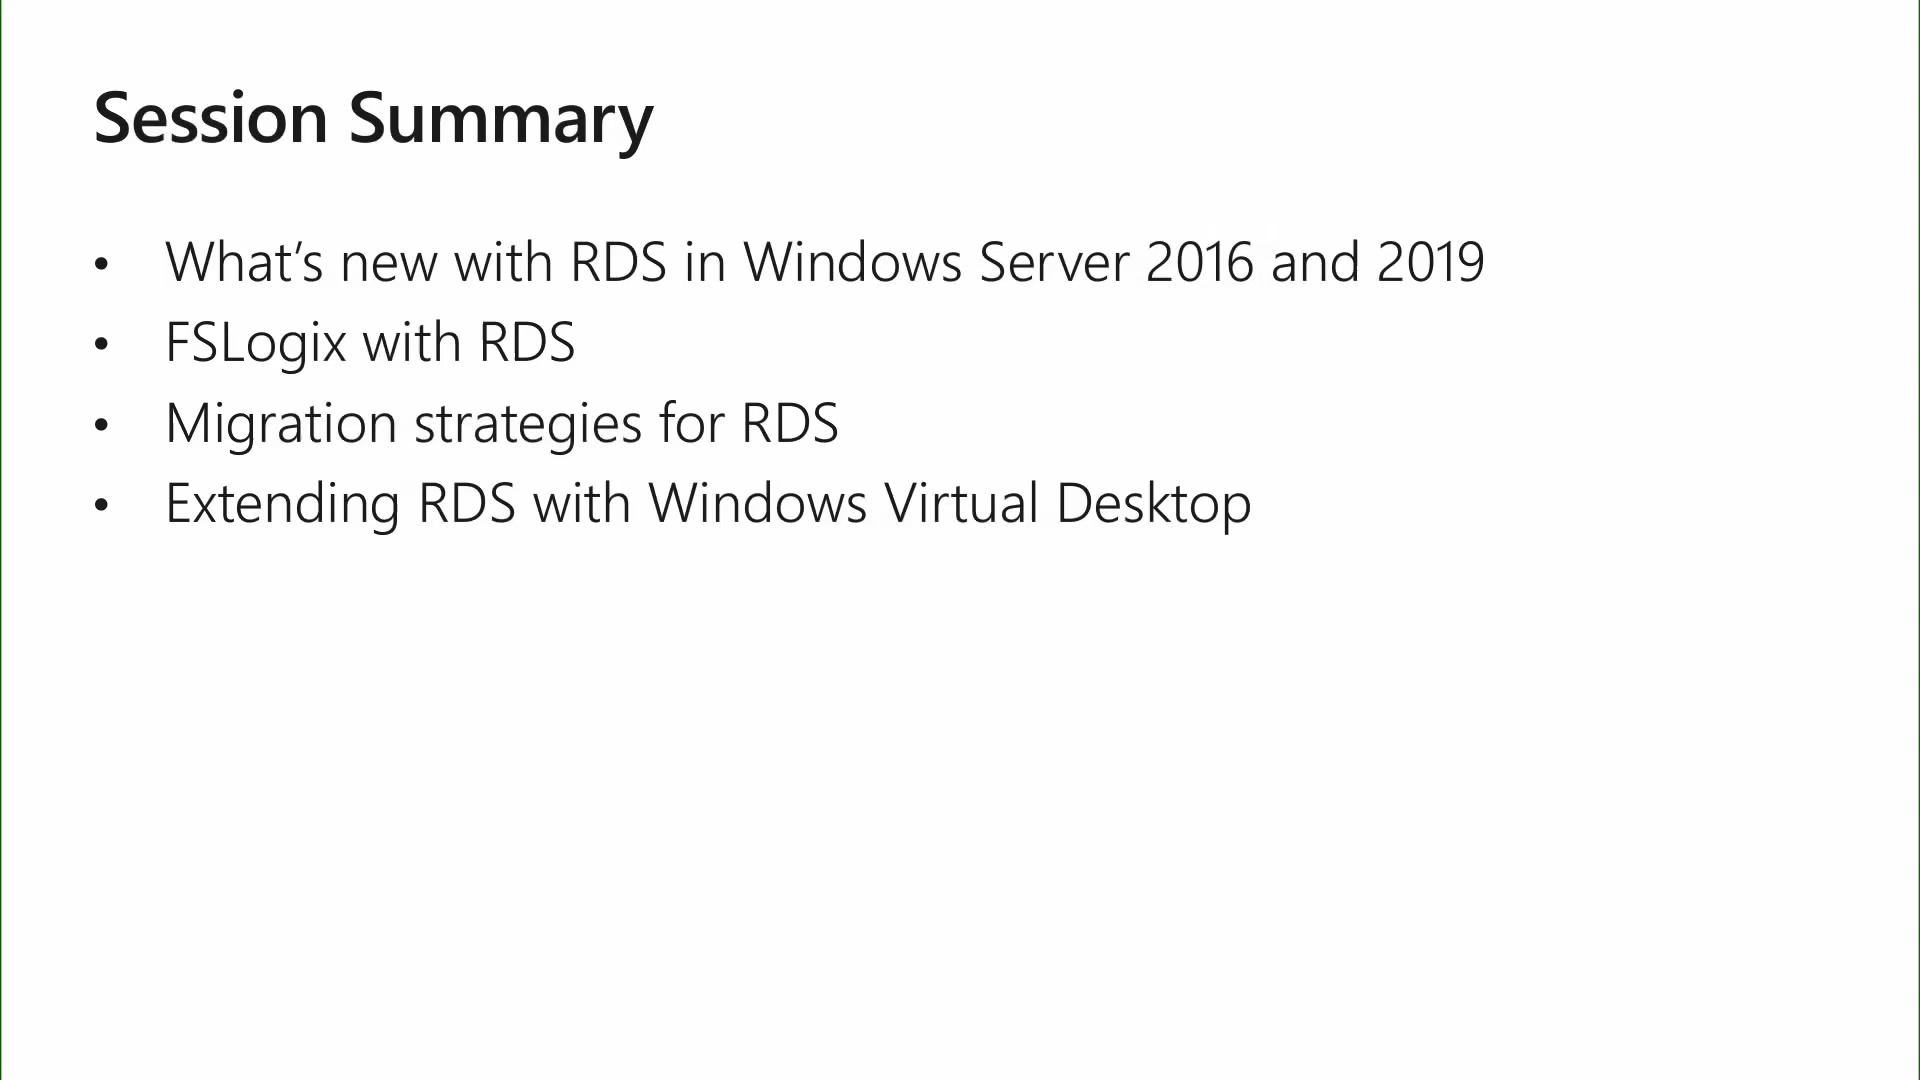 Session Summary
• What’s new with RDS in Windows Server 2016 and 2019
• FSLogix with RDS
• Migration strategies for RDS
• Extending RDS with Windows Virtual Desktop